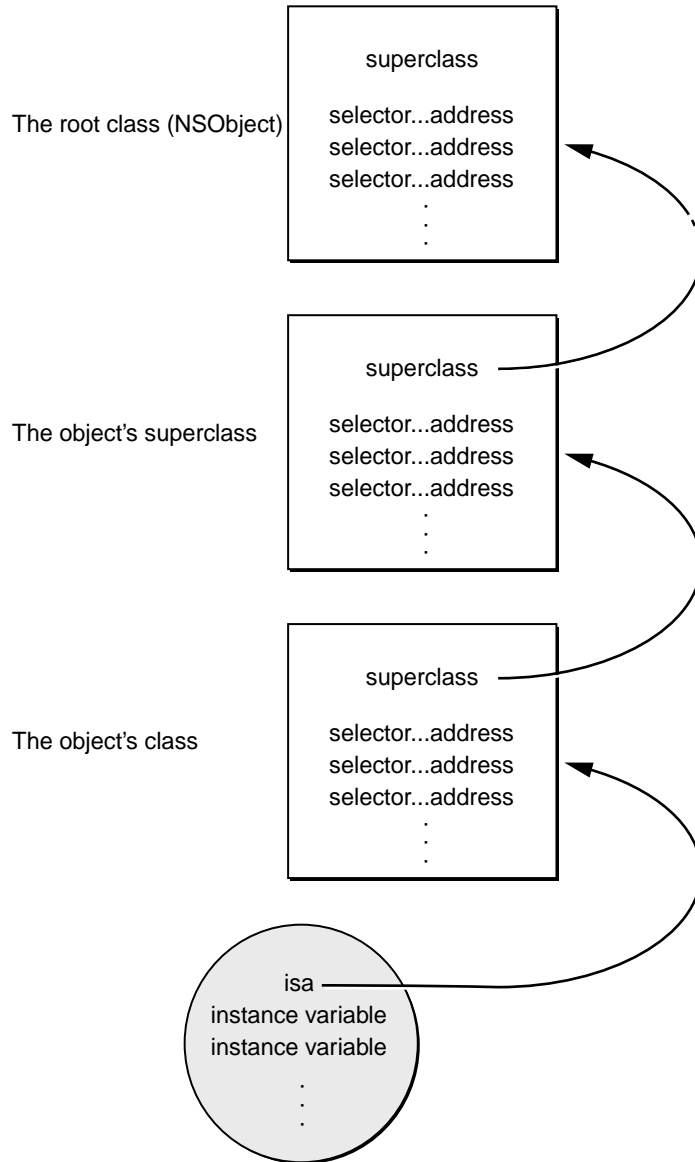 superclass
The root class (NSObject)
selector...address
selector...address
selector...address
.
.
.
superclass
The object’s superclass
selector...address
selector...address
selector...address
.
.
.
superclass
The object’s class
selector...address
selector...address
selector...address
.
.
.
isa
instance variable
instance variable
.
.
.